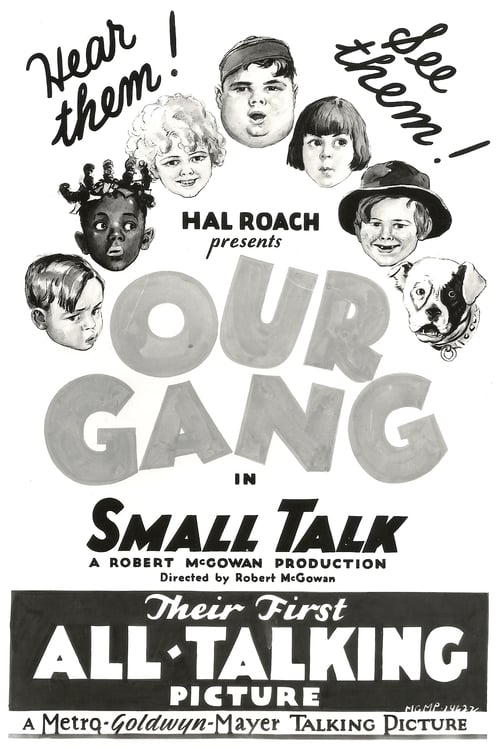 Hear them!
See them!
HAL ROACH
presents
OUR
GANG
IN
SMALL TALK
A ROBERT McGOWAN PRODUCTION
Directed by Robert McGowan
Their First
ALL-TALKING
PICTURE
MGMP-14622
A Metro-Goldwyn-Mayer TALKING PICTURE